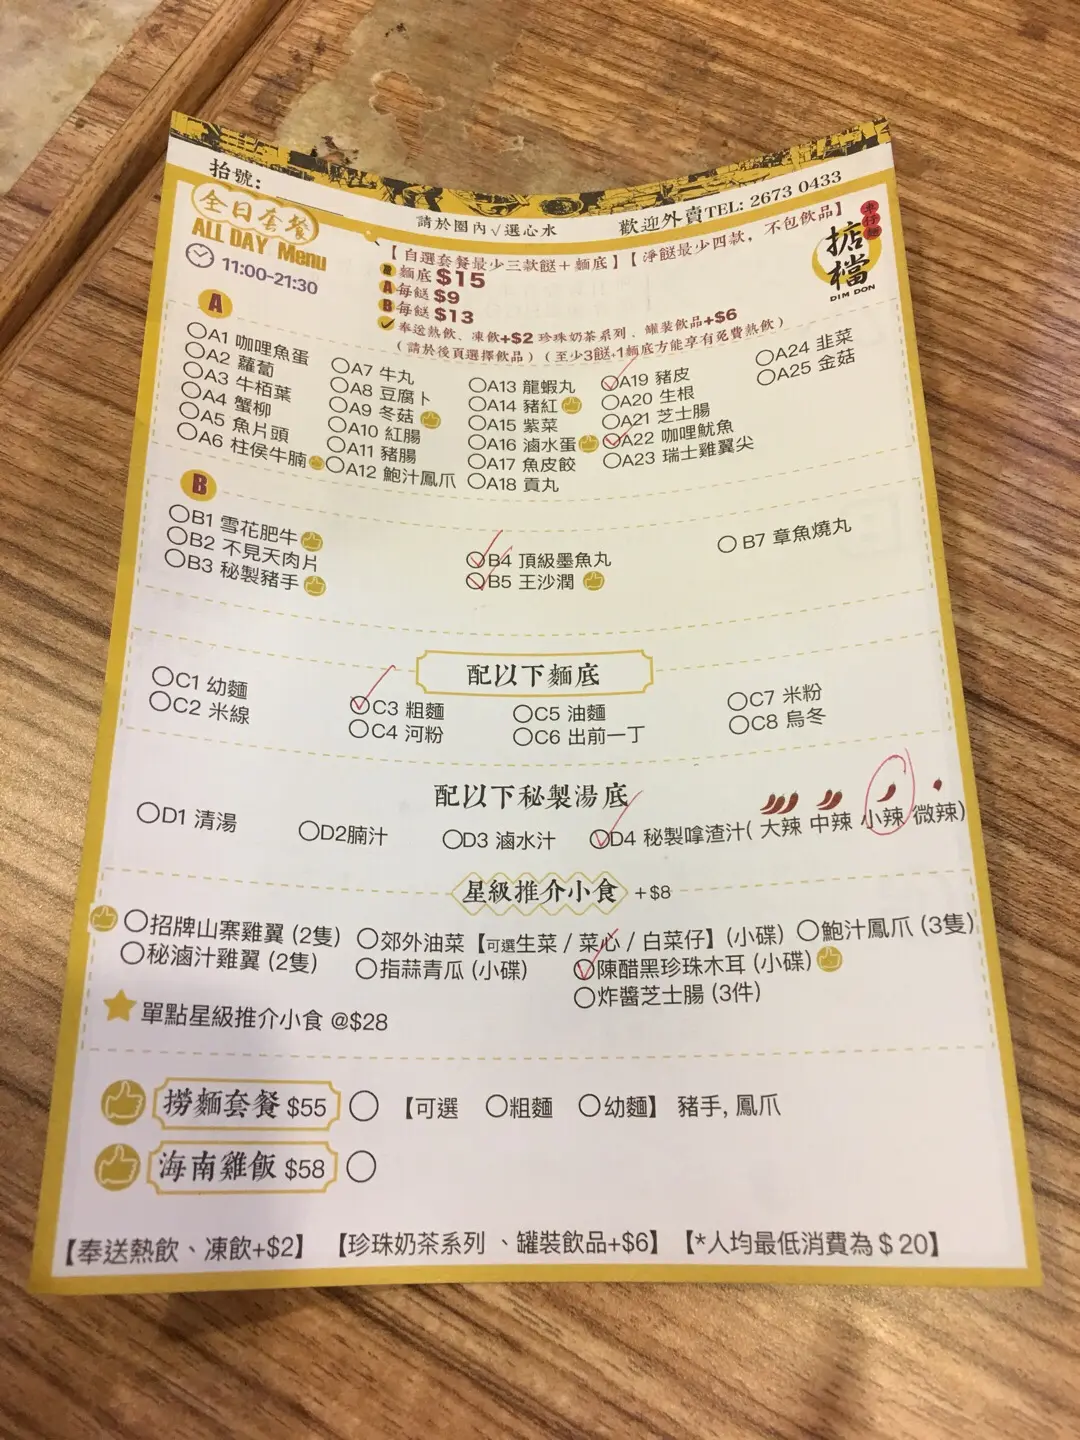 抬號:
請於圈內√選心水
歡迎外賣TEL: 2673 0433
全日套餐
ALL DAY Menu
11:00-21:30
【自選套餐最少三款餸+麵底】【淨餸最少四款，不包飲品】
麵底 $15
A 每餸 $9
B 每餸 $13
奉送熱飲、凍飲+$2 珍珠奶茶系列、罐裝飲品+$6
(請於後頁選擇飲品)(至少3餸+1麵底方能享有免費熱飲)
車仔麵
掂檔
DIM DON
A
A1 咖哩魚蛋
A2 蘿蔔
A3 牛栢葉
A4 蟹柳
A5 魚片頭
A6 柱侯牛腩
A7 牛丸
A8 豆腐卜
A9 冬菇
A10 紅腸
A11 豬腸
A12 鮑汁鳳爪
A13 龍蝦丸
A14 豬紅
A15 紫菜
A16 滷水蛋
A17 魚皮餃
A18 貢丸
A19 豬皮
A20 生根
A21 芝士腸
A22 咖哩魷魚
A23 瑞士雞翼尖
A24 韭菜
A25 金菇
B
B1 雪花肥牛
B2 不見天肉片
B3 秘製豬手
B4 頂級墨魚丸
B5 王沙潤
B7 章魚燒丸
配以下麵底
C1 幼麵
C2 米線
C3 粗麵
C4 河粉
C5 油麵
C6 出前一丁
C7 米粉
C8 烏冬
配以下秘製湯底
D1 清湯
D2腩汁
D3 滷水汁
D4 秘製嗱渣汁( 大辣 中辣 小辣 微辣)
星級推介小食 +$8
招牌山寨雞翼 (2隻)
秘滷汁雞翼 (2隻)
郊外油菜【可選生菜 / 菜心 / 白菜仔】(小碟)
指蒜青瓜 (小碟)
鮑汁鳳爪 (3隻)
陳醋黑珍珠木耳 (小碟)
炸醬芝士腸 (3件)
單點星級推介小食 @$28
撈麵套餐 $55 【可選 粗麵 幼麵】 豬手, 鳳爪
海南雞飯 $58
【奉送熱飲、凍飲+$2】 【珍珠奶茶系列 、罐裝飲品+$6】 【*人均最低消費為 $ 20】